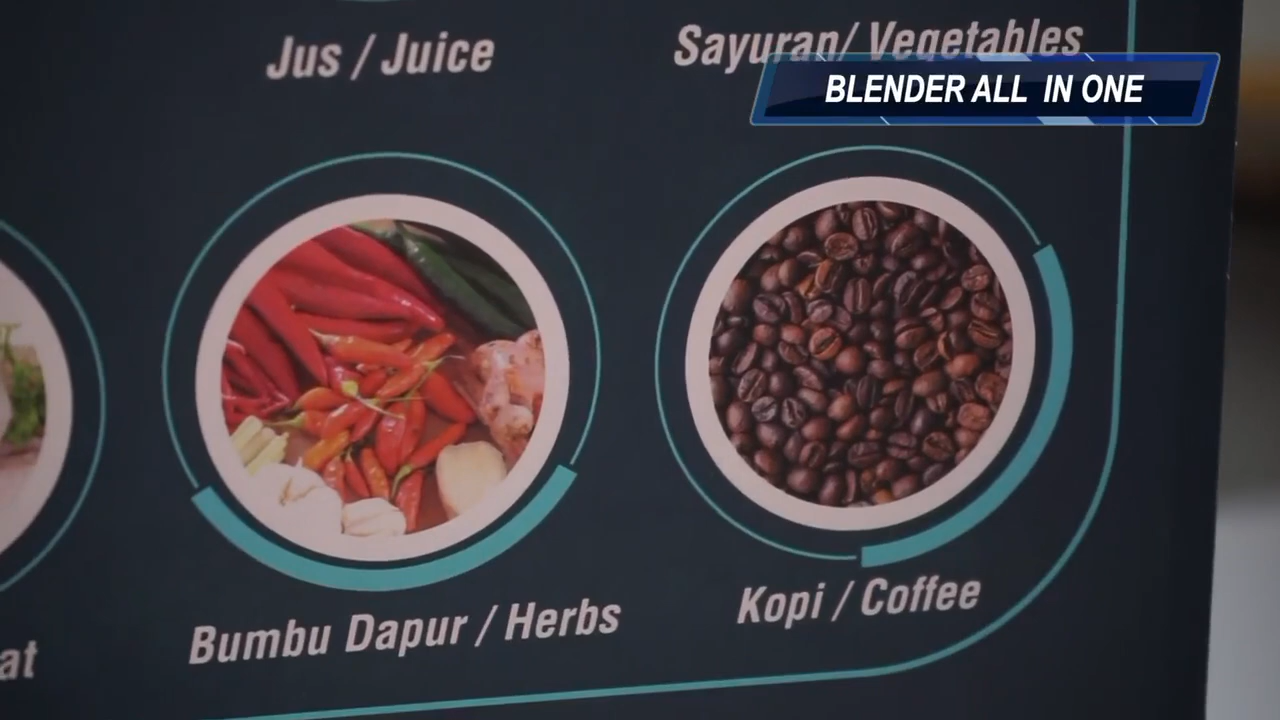 Jus / Juice
Sayuran/ Vegetables
BLENDER ALL IN ONE
Bumbu Dapur / Herbs
Kopi / Coffee